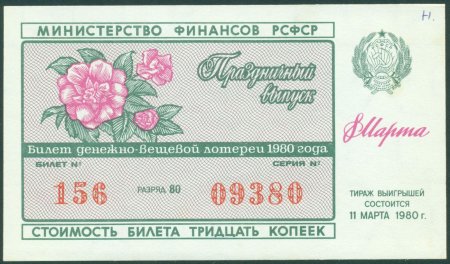 МИНИСТЕРСТВО ФИНАНСОВ РСФСР
н.
Праздничный
выпуск
8 Марта
Билет денежно-вещевой лотереи 1980 года
БИЛЕТ № СЕРИЯ №
156 РАЗРЯД 80 09380
ТИРАЖ ВЫИГРЫШЕЙ
СОСТОИТСЯ
11 МАРТА 1980 г.
СТОИМОСТЬ БИЛЕТА ТРИДЦАТЬ КОПЕЕК